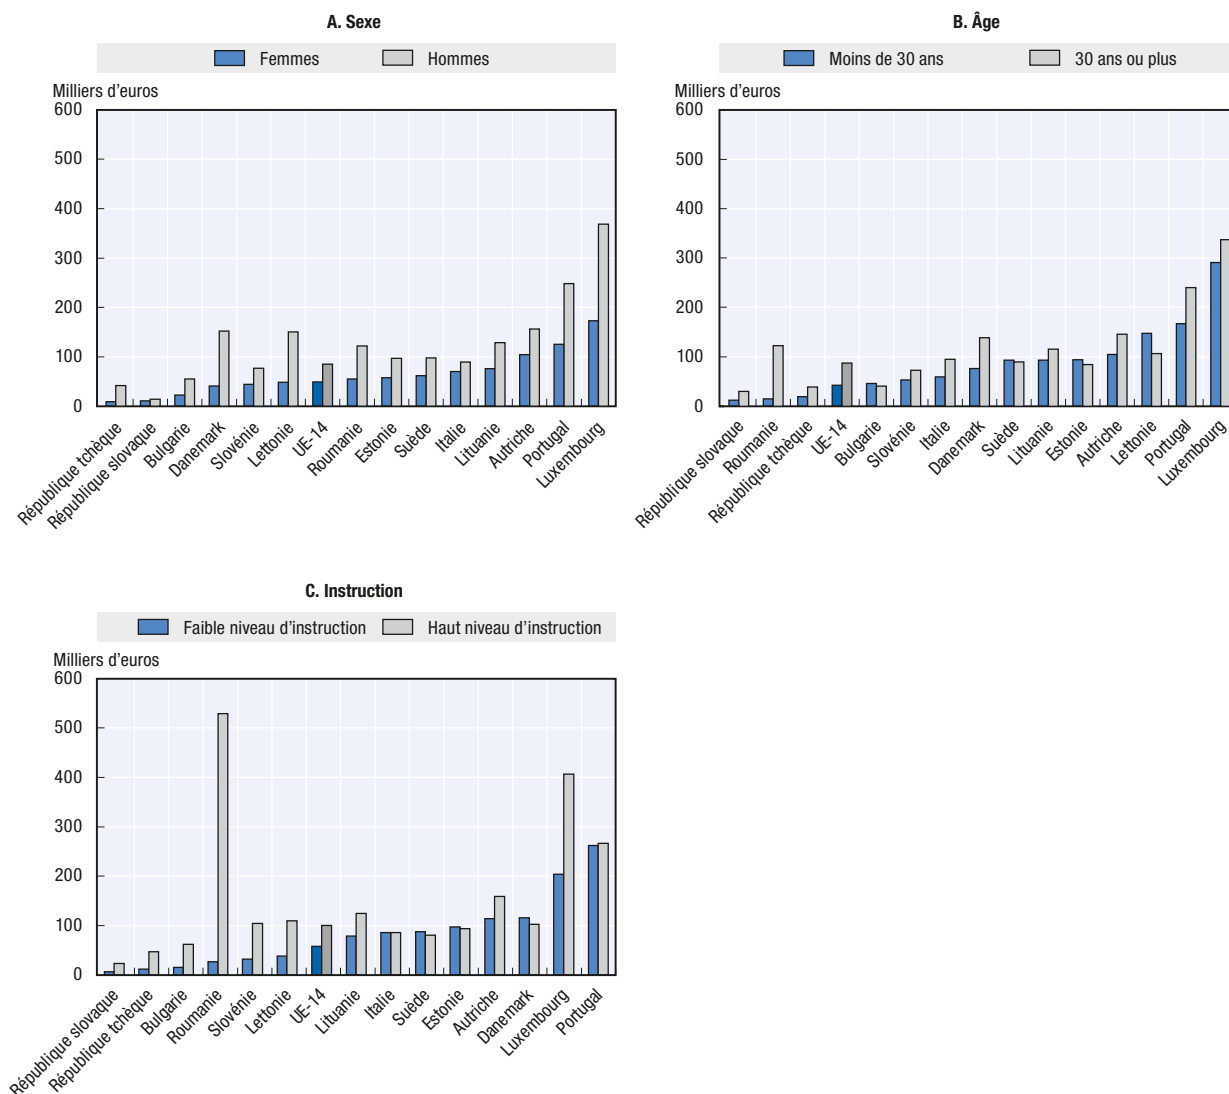 A. Sexe
Femmes Hommes
Milliers d'euros
600
500
400
300
200
100
0
République tchèque
République slovaque
Bulgarie
Danemark
Slovénie
Lettonie
UE-14
Roumanie
Estonie
Suède
Italie
Lituanie
Autriche
Portugal
Luxembourg
B. Âge
Moins de 30 ans 30 ans ou plus
Milliers d'euros
600
500
400
300
200
100
0
République slovaque
Roumanie
République tchèque
UE-14
Bulgarie
Slovénie
Italie
Danemark
Suède
Lituanie
Estonie
Autriche
Lettonie
Portugal
Luxembourg
C. Instruction
Faible niveau d'instruction Haut niveau d'instruction
Milliers d'euros
600
500
400
300
200
100
0
République slovaque
République tchèque
Bulgarie
Roumanie
Slovénie
Lettonie
UE-14
Lituanie
Italie
Suède
Estonie
Autriche
Danemark
Luxembourg
Portugal